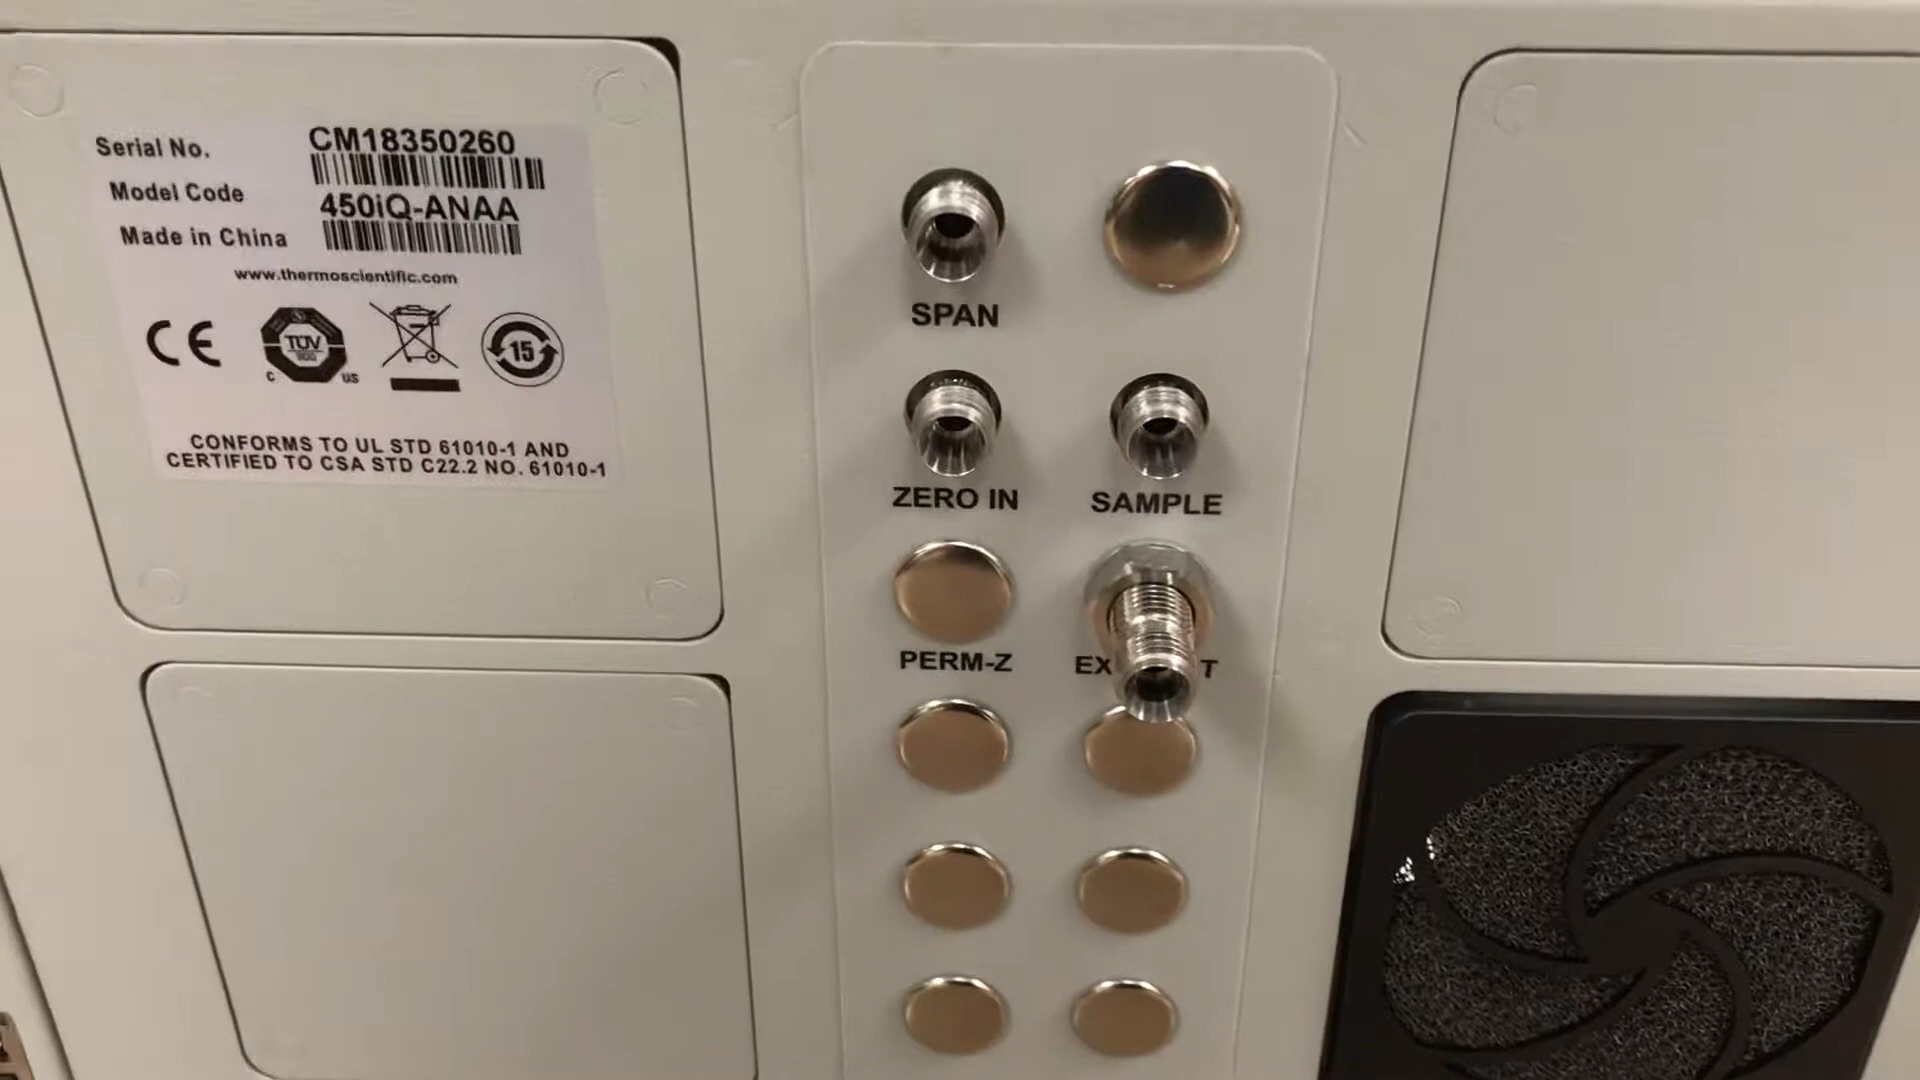 Serial No. CM18350260
Model Code 450iQ-ANAA
Made in China
www.thermoscientific.com
CE
TÜV
C US
15
CONFORMS TO UL STD 61010-1 AND
CERTIFIED TO CSA STD C22.2 NO. 61010-1
SPAN
ZERO IN
SAMPLE
PERM-Z